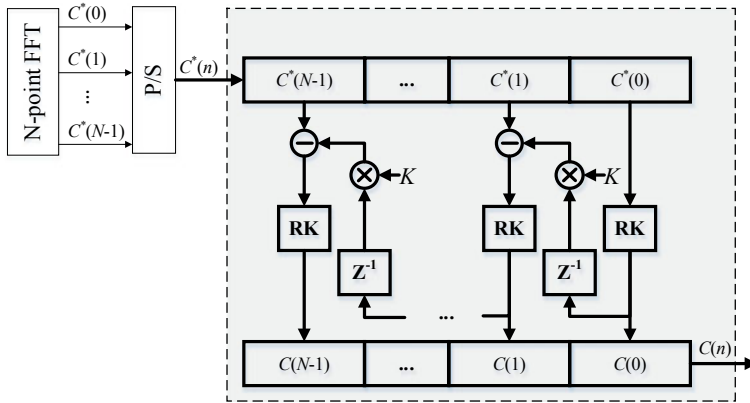 N-point FFT
C*(0)
C*(1)
...
C*(N-1)
P/S
C*(n)
C*(N-1) ... C*(1) C*(0)
− × K − × K
RK RK RK
Z-1 Z-1
...
C(N-1) ... C(1) C(0)
C(n)